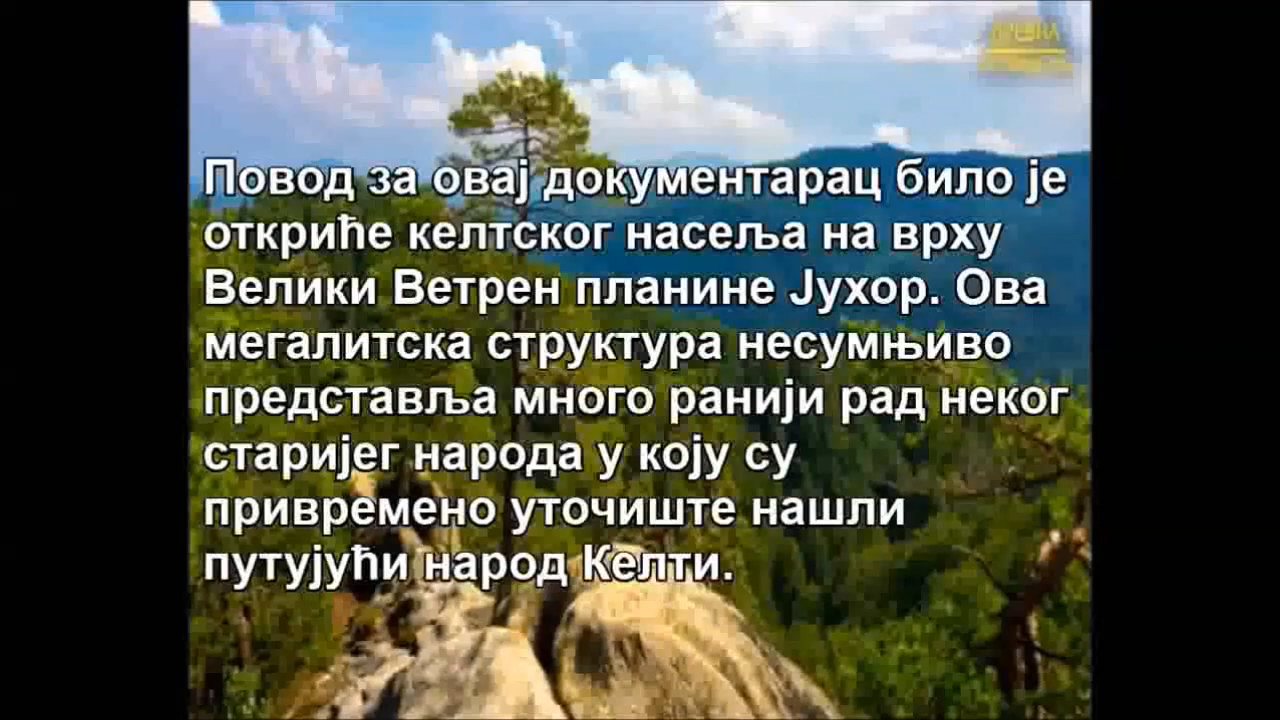 Повод за овај документарац било је
откриће келтског насеља на врху
Велики Ветрен планине Јухор. Ова
мегалитска структура несумњиво
представља много ранији рад неког
старијег народа у коју су
привремено уточиште нашли
путујући народ Келти.